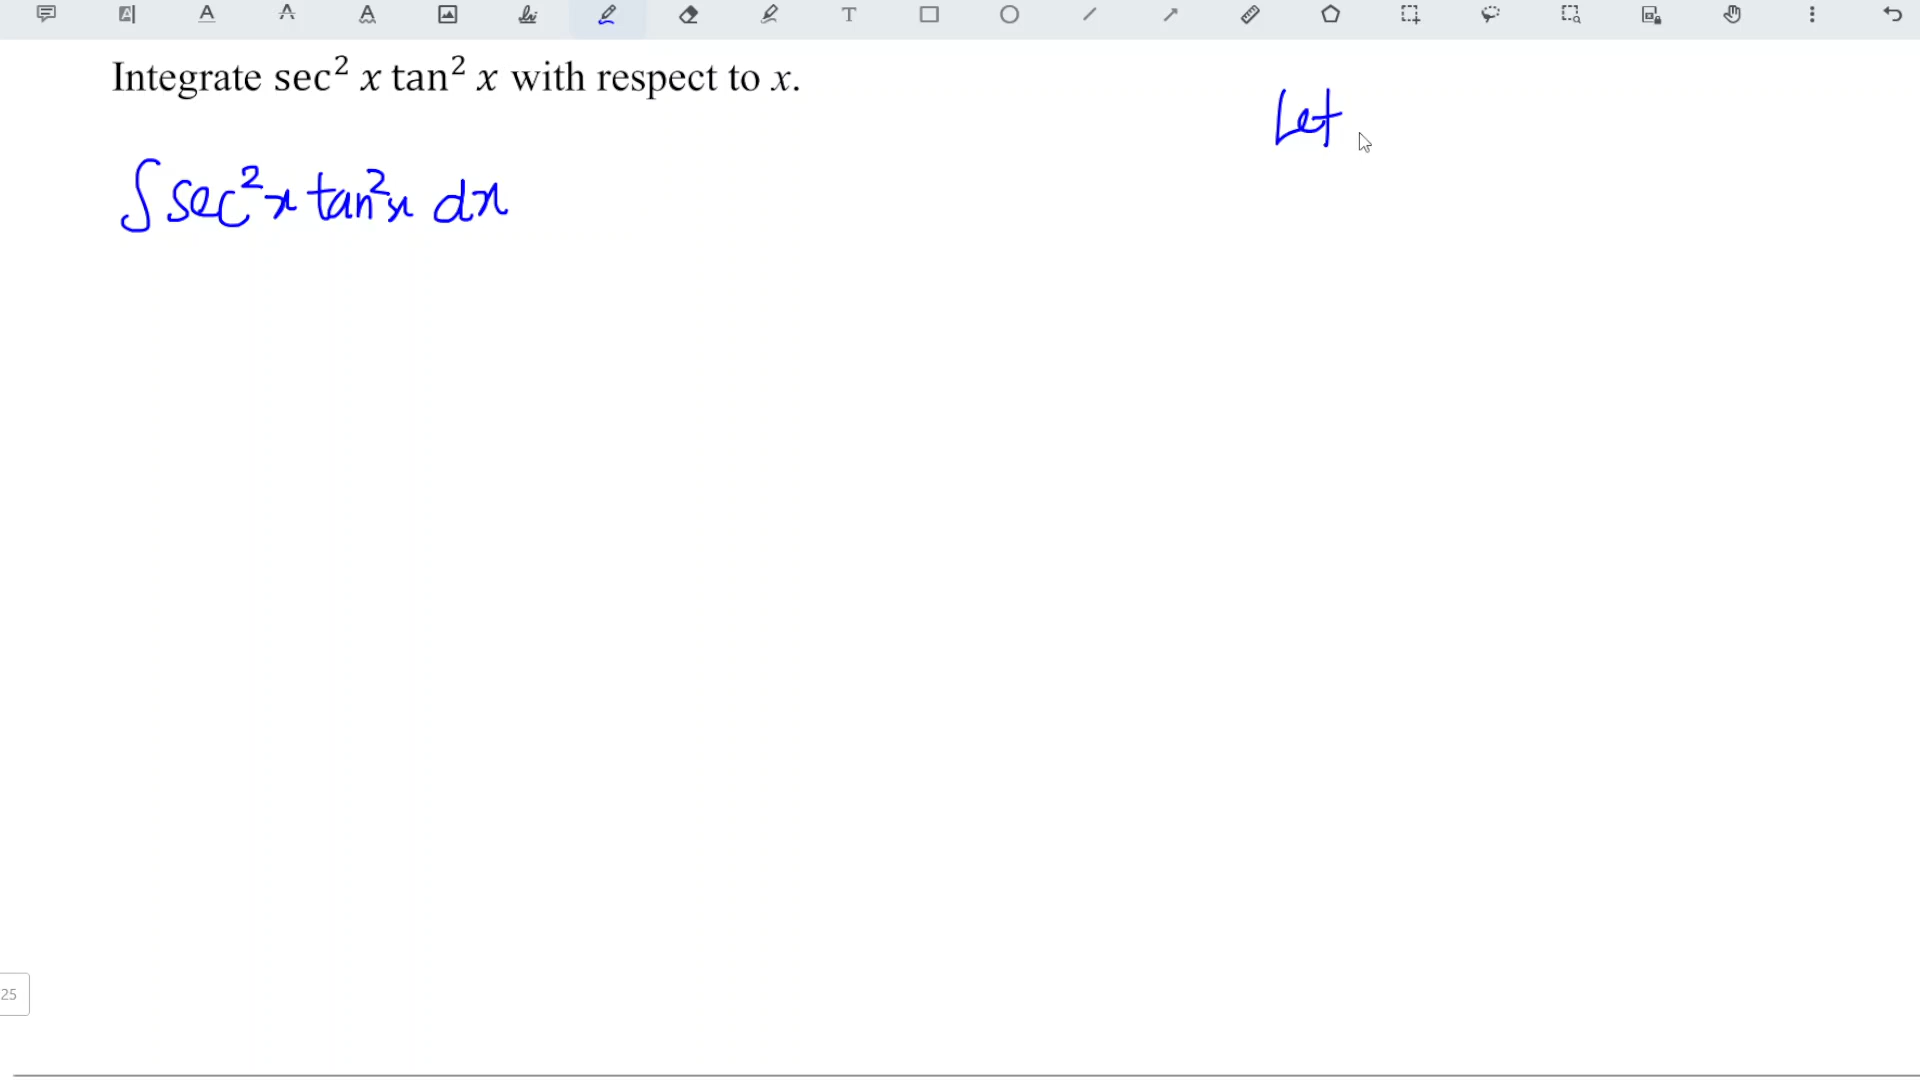 Integrate sec² x tan² x with respect to x.
Let
∫ sec²x tan²x dx
25